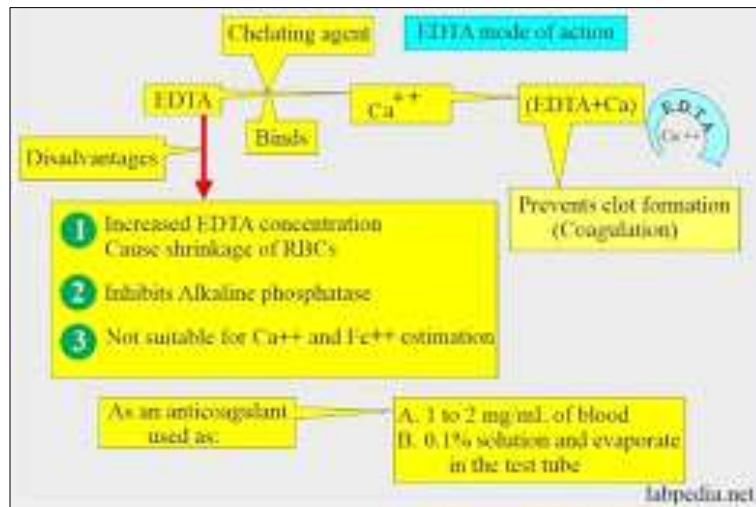 Chelating agent
EDTA mode of action
EDTA
Ca++
(EDTA+Ca)
E.D.T.A
Ca ++
Binds
Disadvantages
Prevents clot formation
(Coagulation)
1 Increased EDTA concentration
Cause shrinkage of RBCs
2 Inhibits Alkaline phosphatase
3 Not suitable for Ca++ and Fe++ estimation
As an anticoagulant
used as:
A. 1 to 2 mg/mL of blood
B. 0.1% solution and evaporate
in the test tube
labpedia.net